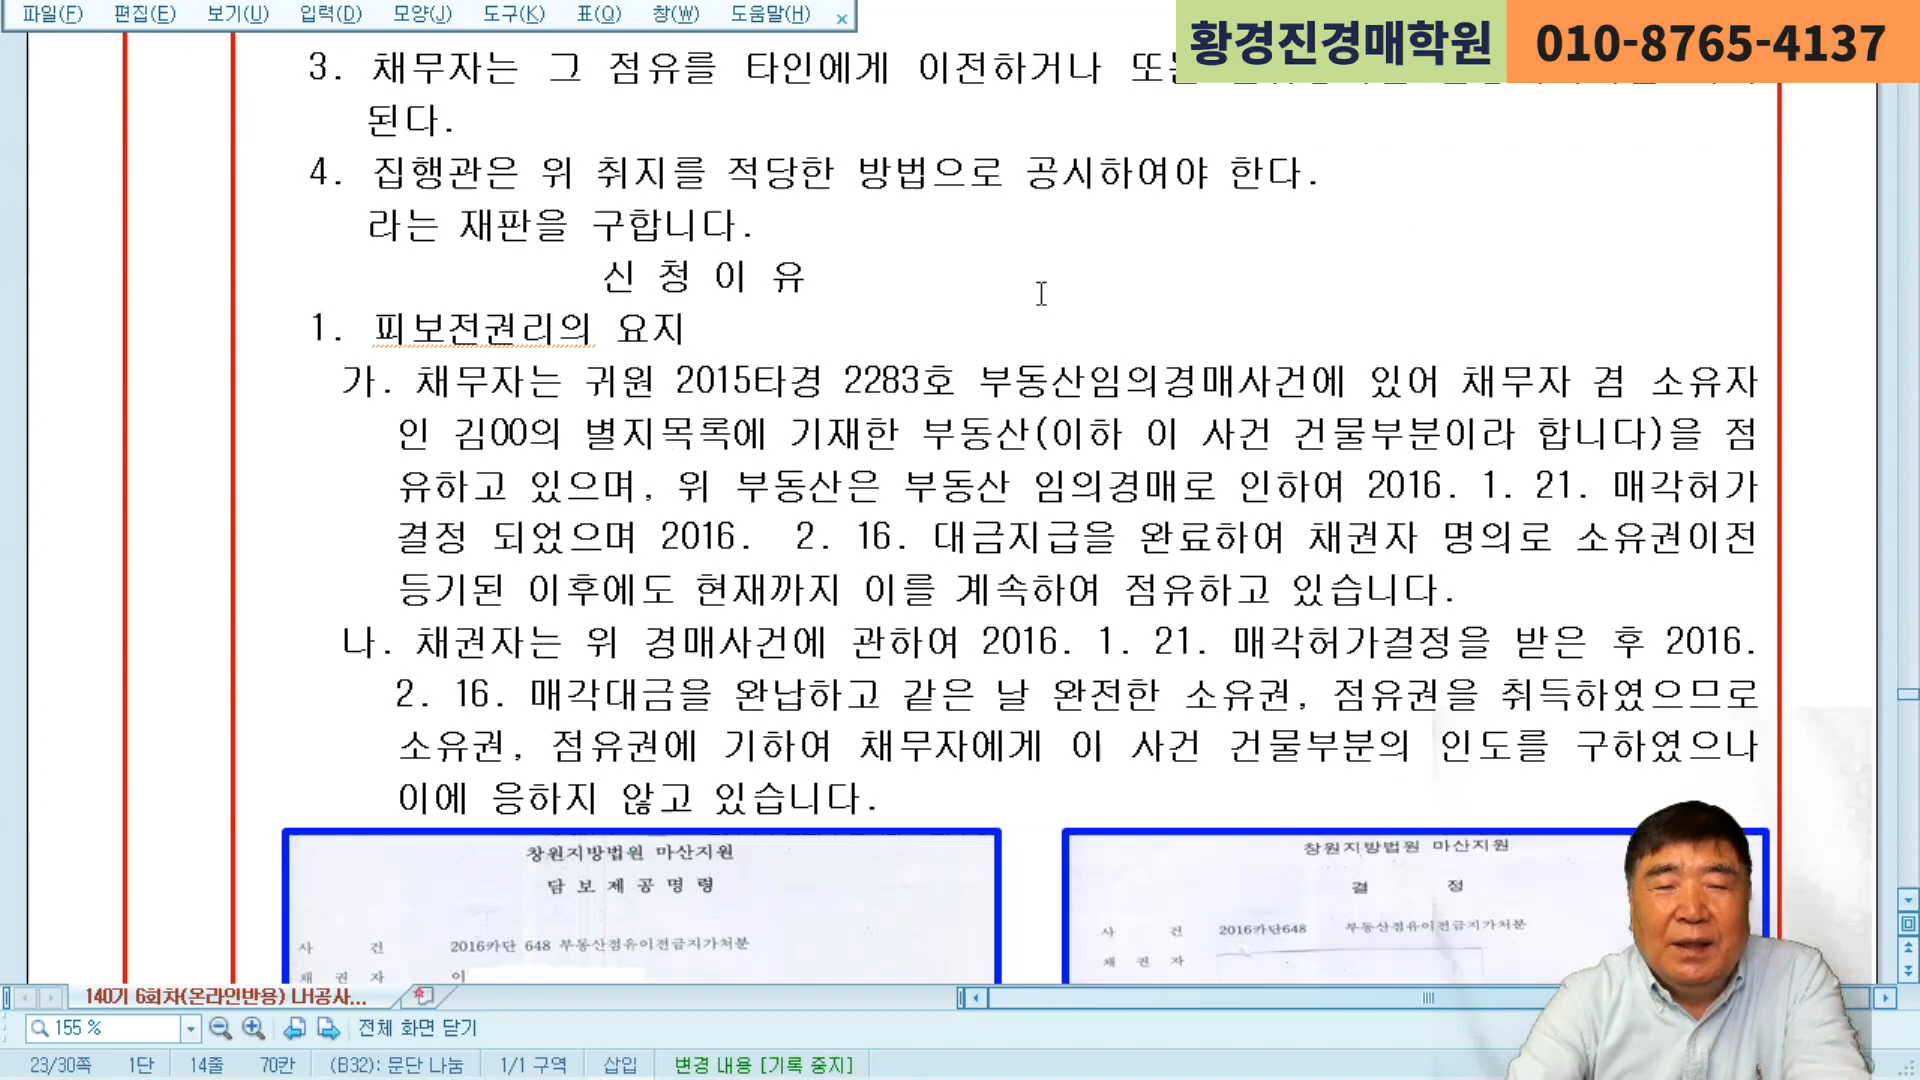 파일(F) 편집(E) 보기(U) 입력(D) 모양(J) 도구(K) 표(Q) 창(W) 도움말(H) x
황경진경매학원 010-8765-4137
3. 채무자는 그 점유를 타인에게 이전하거나 또는
된다.
4. 집행관은 위 취지를 적당한 방법으로 공시하여야 한다.
라는 재판을 구합니다.
신 청 이 유
1. 피보전권리의 요지
가. 채무자는 귀원 2015타경 2283호 부동산임의경매사건에 있어 채무자 겸 소유자
인 김00의 별지목록에 기재한 부동산(이하 이 사건 건물부분이라 합니다)을 점
유하고 있으며, 위 부동산은 부동산 임의경매로 인하여 2016. 1. 21. 매각허가
결정 되었으며 2016. 2. 16. 대금지급을 완료하여 채권자 명의로 소유권이전
등기된 이후에도 현재까지 이를 계속하여 점유하고 있습니다.
나. 채권자는 위 경매사건에 관하여 2016. 1. 21. 매각허가결정을 받은 후 2016.
2. 16. 매각대금을 완납하고 같은 날 완전한 소유권, 점유권을 취득하였으므로
소유권, 점유권에 기하여 채무자에게 이 사건 건물부분의 인도를 구하였으나
이에 응하지 않고 있습니다.
창원지방법원 마산지원
담 보 제 공 명 령
사 건 2016카단 648 부동산점유이전금지가처분
채 권 자 이
창원지방법원 마산지원
결 정
사 건 2016카단648 부동산점유이전금지가처분
채 권 자
140기 6회차(온라인반용) LH공사...
155 % 전체 화면 닫기
23/30쪽 1단 14줄 70칸 (B32): 문단 나눔 1/1 구역 삽입 변경 내용 [기록 중지]